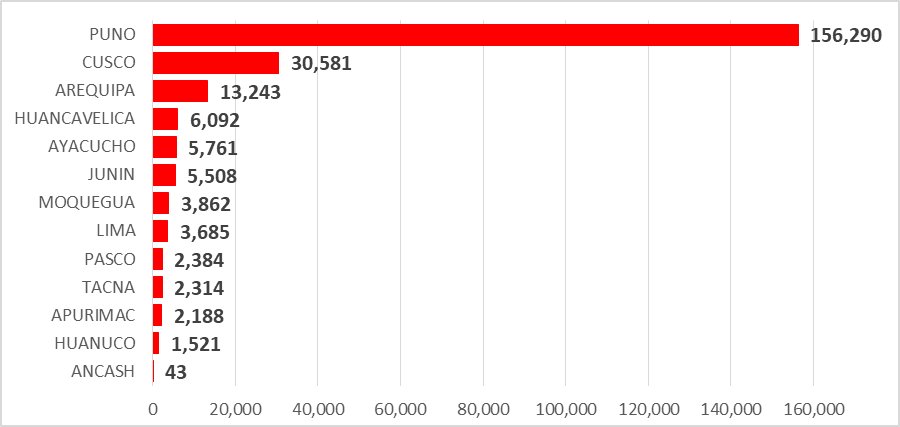 PUNO 156,290
CUSCO 30,581
AREQUIPA 13,243
HUANCAVELICA 6,092
AYACUCHO 5,761
JUNIN 5,508
MOQUEGUA 3,862
LIMA 3,685
PASCO 2,384
TACNA 2,314
APURIMAC 2,188
HUANUCO 1,521
ANCASH 43
0 20,000 40,000 60,000 80,000 100,000 120,000 140,000 160,000